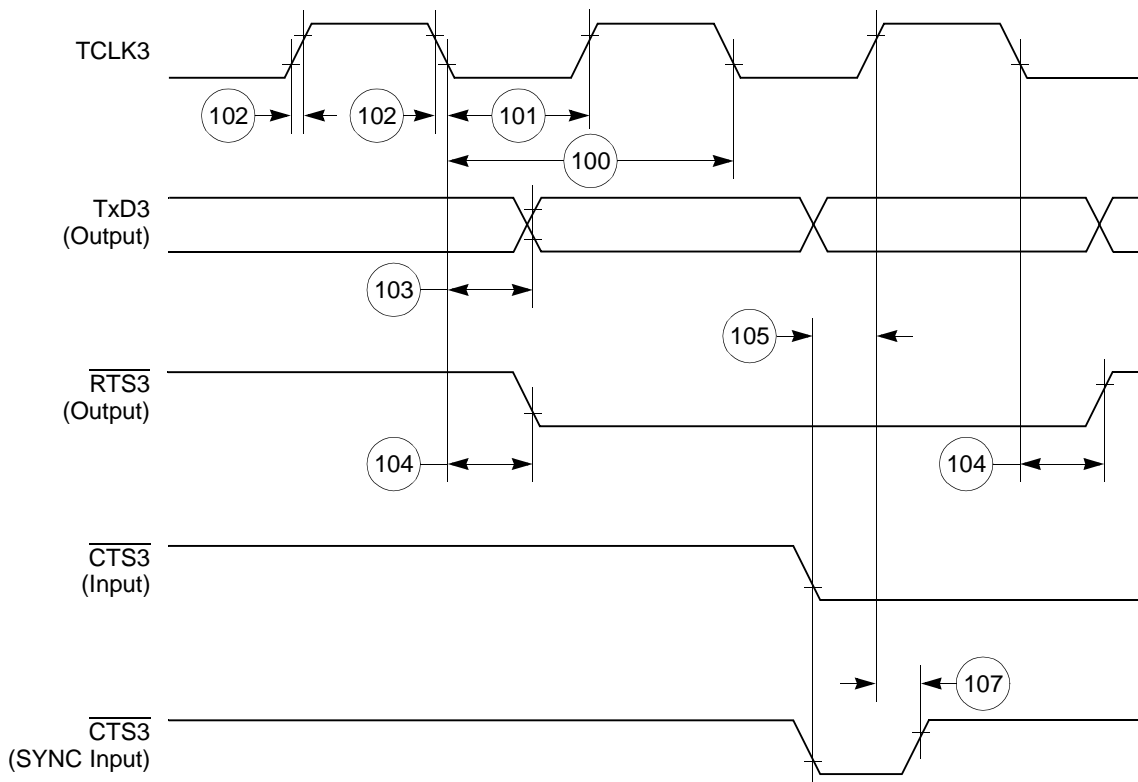 TCLK3
102
102
101
100
TxD3
(Output)
103
105
RTS3
(Output)
104
104
CTS3
(Input)
107
CTS3
(SYNC Input)